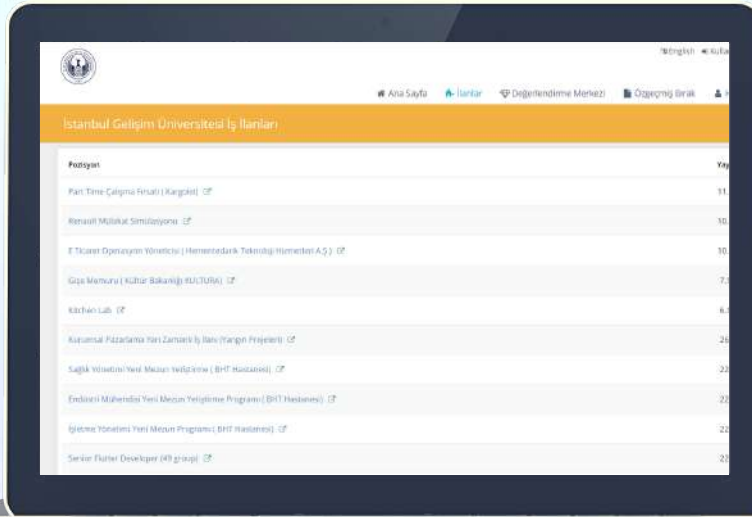 English
Ana Sayfa İlanlar Değerlendirme Merkezi Özgeçmiş Bırak
İstanbul Gelişim Üniversitesi İş İlanları
Pozisyon
Part Time Çalışma Fırsatı ( Kargoist)
Renault Mülakat Simülasyonu
E Ticaret Operasyon Yöneticisi ( Hementedarik Teknoloji Hizmetleri A.Ş )
Gişe Memuru ( Kültür Bakanlığı KULTURA)
Kitchen Lab
Kurumsal Pazarlama Yarı Zamanlı İş İlanı (Yangın Projeleri)
Sağlık Yönetimi Yeni Mezun Yetiştirme ( BHT Hastanesi)
Endüstri Mühendisi Yeni Mezun Yetiştirme Programı ( BHT Hastanesi)
İşletme Yönetimi Yeni Mezun Programı ( BHT Hastanesi)
Senior Flutter Developer (49 group)